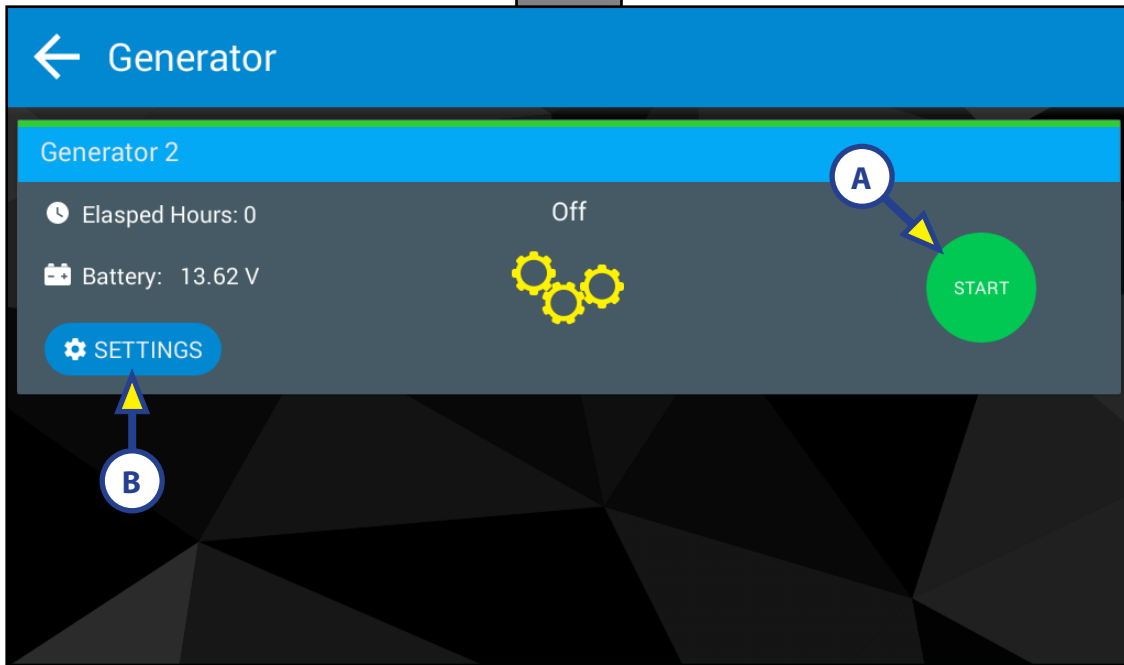 Generator
Generator 2
A
Elasped Hours: 0
Off
Battery: 13.62 V
START
SETTINGS
B